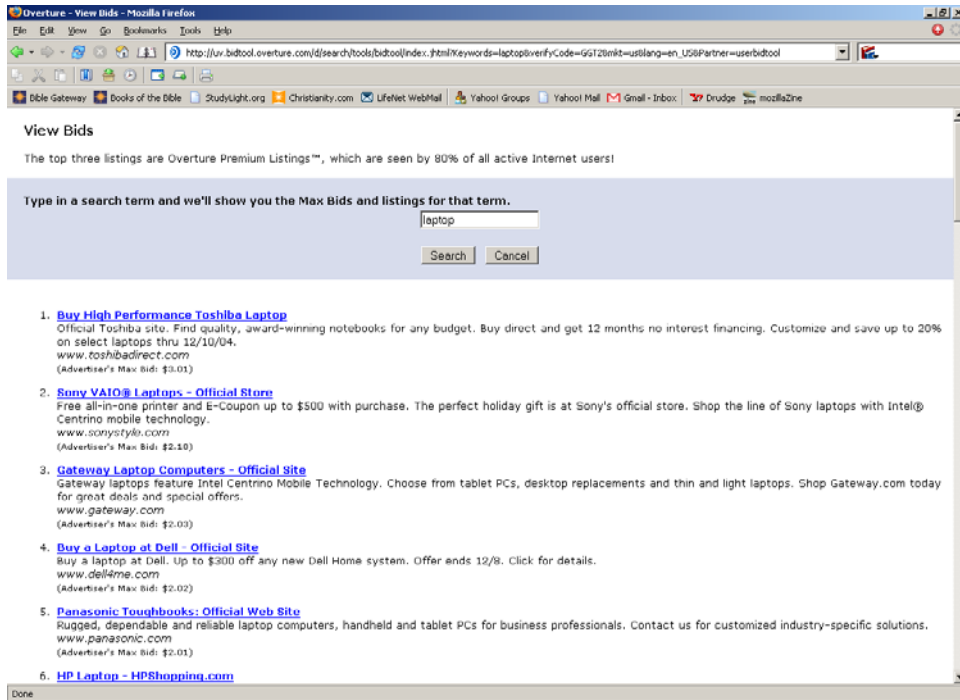 Overture - View Bids - Mozilla Firefox
File Edit View Go Bookmarks Tools Help
http://uv.bidtool.overture.com/d/search/tools/bidtool/index.jhtml?Keywords=laptop&verifyCode=GGT28mkt=us&lang=en_US&Partner=userbidtool
Bible Gateway Books of the Bible StudyLight.org Christianity.com LifeNet WebMail Yahoo! Groups Yahoo! Mail Gmail - Inbox Drudge mozillaZine
View Bids
The top three listings are Overture Premium Listings™, which are seen by 80% of all active Internet users!
Type in a search term and we'll show you the Max Bids and listings for that term.
laptop
Search Cancel
1. Buy High Performance Toshiba Laptop
Official Toshiba site. Find quality, award-winning notebooks for any budget. Buy direct and get 12 months no interest financing. Customize and save up to 20%
on select laptops thru 12/10/04.
www.toshibadirect.com
(Advertiser's Max Bid: $3.01)
2. Sony VAIO® Laptops - Official Store
Free all-in-one printer and E-Coupon up to $500 with purchase. The perfect holiday gift is at Sony's official store. Shop the line of Sony laptops with Intel®
Centrino mobile technology.
www.sonystyle.com
(Advertiser's Max Bid: $2.10)
3. Gateway Laptop Computers - Official Site
Gateway laptops feature Intel Centrino Mobile Technology. Choose from tablet PCs, desktop replacements and thin and light laptops. Shop Gateway.com today
for great deals and special offers.
www.gateway.com
(Advertiser's Max Bid: $2.03)
4. Buy a Laptop at Dell - Official Site
Buy a laptop at Dell. Up to $300 off any new Dell Home system. Offer ends 12/8. Click for details.
www.dell4me.com
(Advertiser's Max Bid: $2.02)
5. Panasonic Toughbooks: Official Web Site
Rugged, dependable and reliable laptop computers, handheld and tablet PCs for business professionals. Contact us for customized industry-specific solutions.
www.panasonic.com
(Advertiser's Max Bid: $2.01)
6. HP Laptop - HPShopping.com
Done